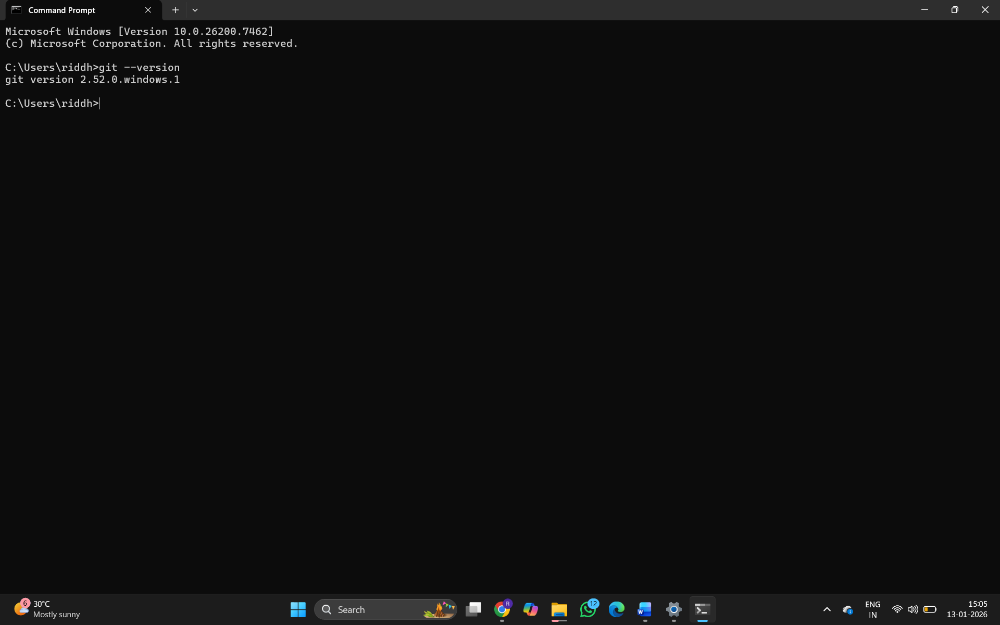 Command Prompt
Microsoft Windows [Version 10.0.26200.7462]
(c) Microsoft Corporation. All rights reserved.
C:\Users\riddh>git --version
git version 2.52.0.windows.1
C:\Users\riddh>
6
30°C
Mostly sunny
Search
R
12
W
ENG
IN
15:05
13-01-2026